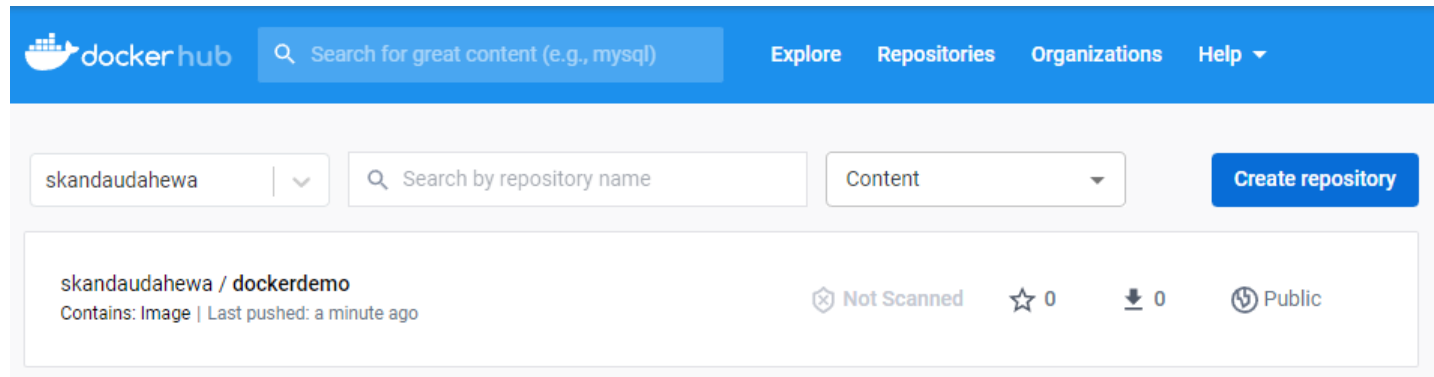 dockerhub Search for great content (e.g., mysql) Explore Repositories Organizations Help
skandaudahewa Search by repository name Content Create repository
skandaudahewa / dockerdemo
Contains: Image | Last pushed: a minute ago
Not Scanned 0 0 Public